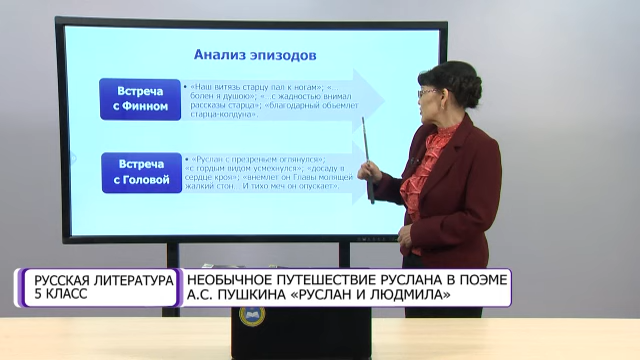 Анализ эпизодов
Встреча
с Финном
• «Наш витязь старцу пал к ногам»; «…
болен я душою»; «…с жадностью внимал
рассказы старца»; «благодарный объемлет
старца-колдуна».
Встреча
с Головой
• «Руслан с презреньем оглянулся»;
«с гордым видом усмехнулся»; «досаду в
сердце кроя»; «внемлет он Главы молящей
жалкий стон… И тихо меч он опускает».
РУССКАЯ ЛИТЕРАТУРА
5 КЛАСС
НЕОБЫЧНОЕ ПУТЕШЕСТВИЕ РУСЛАНА В ПОЭМЕ
А.С. ПУШКИНА «РУСЛАН И ЛЮДМИЛА»